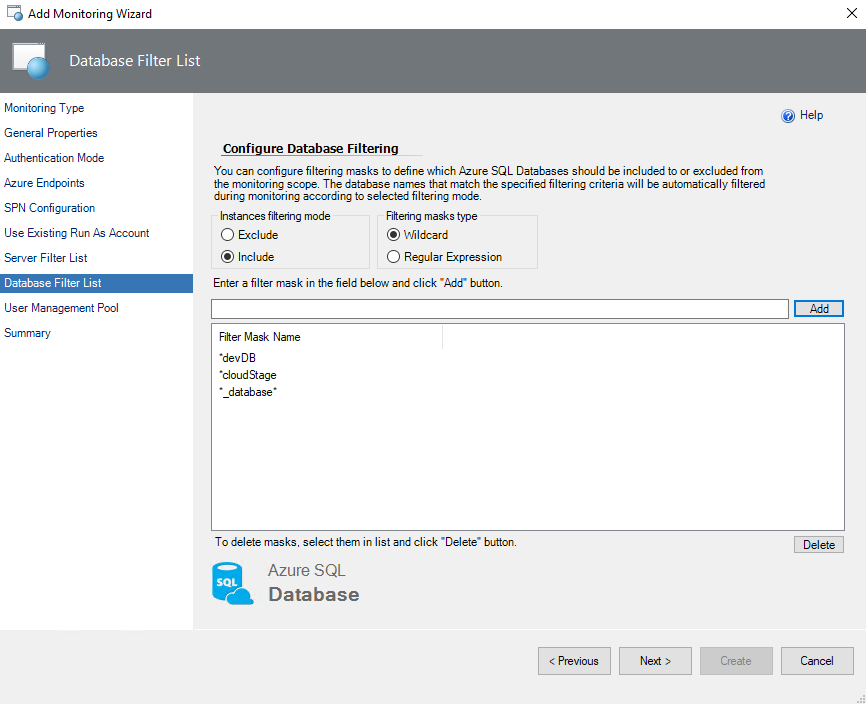 Add Monitoring Wizard
Database Filter List
Monitoring Type
General Properties
Authentication Mode
Azure Endpoints
SPN Configuration
Use Existing Run As Account
Server Filter List
Database Filter List
User Management Pool
Summary
Help
Configure Database Filtering
You can configure filtering masks to define which Azure SQL Databases should be included to or excluded from
the monitoring scope. The database names that match the specified filtering criteria will be automatically filtered
during monitoring according to selected filtering mode.
Instances filtering mode
Exclude
Include
Filtering masks type
Wildcard
Regular Expression
Enter a filter mask in the field below and click "Add" button.
Add
Filter Mask Name
*devDB
*cloudStage
*_database*
To delete masks, select them in list and click "Delete" button.
Delete
SQL
Azure SQL
Database
< Previous
Next >
Create
Cancel